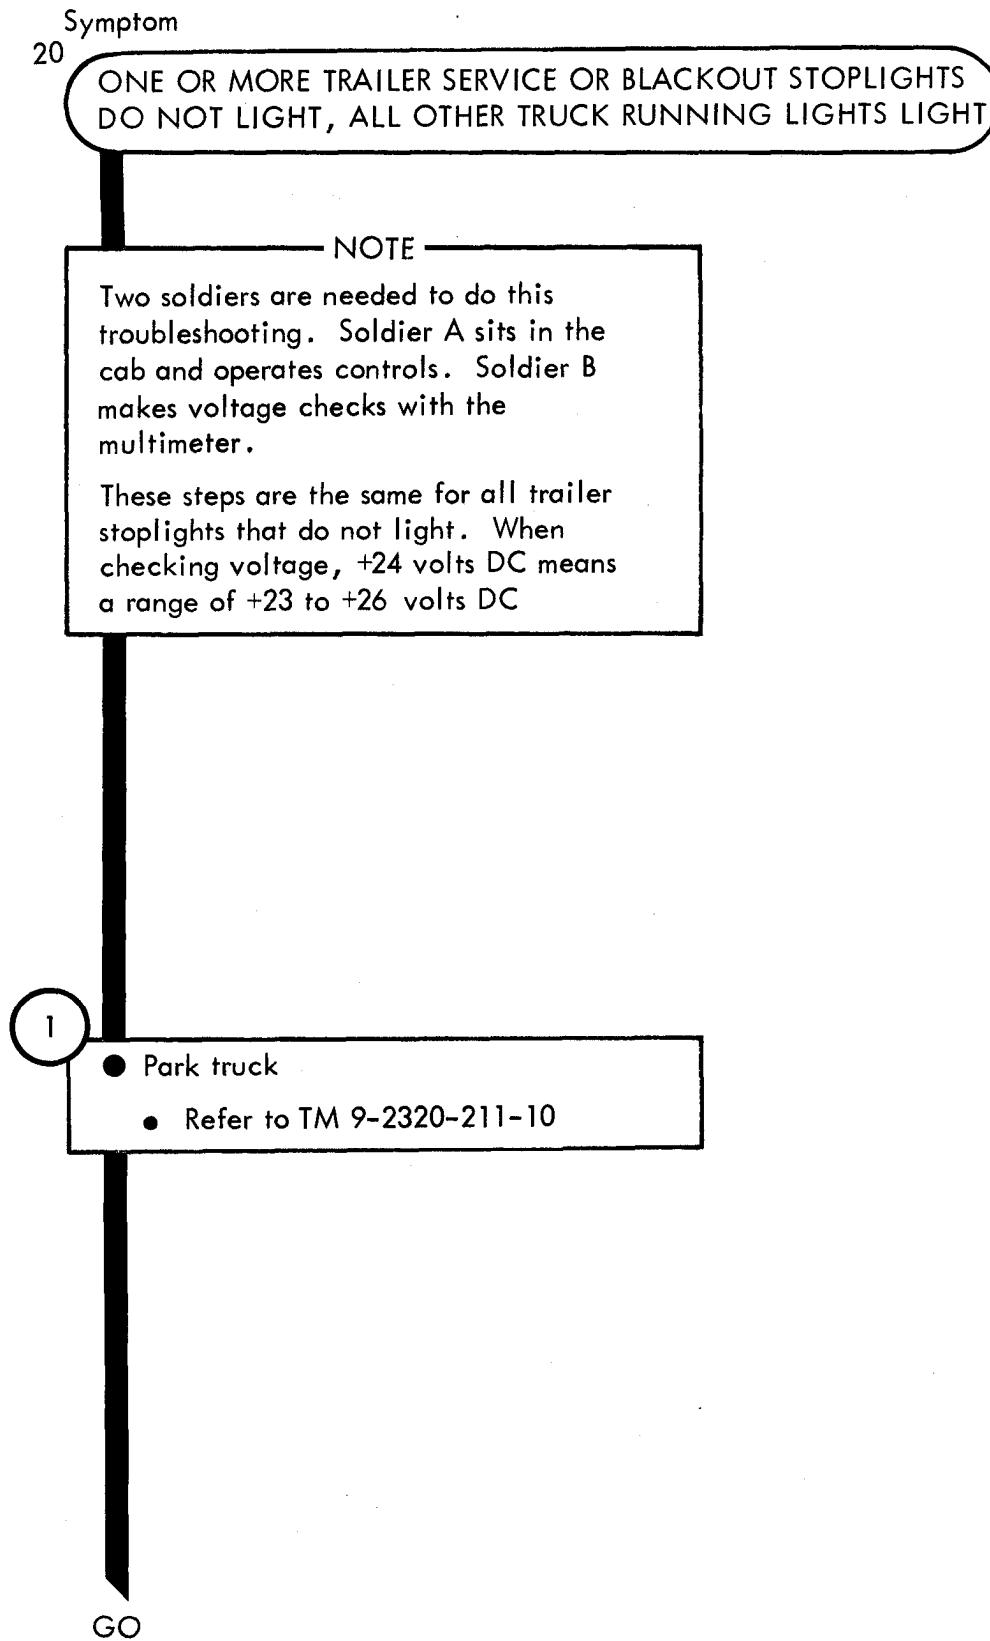 Symptom
20
ONE OR MORE TRAILER SERVICE OR BLACKOUT STOPLIGHTS
DO NOT LIGHT, ALL OTHER TRUCK RUNNING LIGHTS LIGHT
NOTE
Two soldiers are needed to do this
troubleshooting. Soldier A sits in the
cab and operates controls. Soldier B
makes voltage checks with the
multimeter.
These steps are the same for all trailer
stoplights that do not light. When
checking voltage, +24 volts DC means
a range of +23 to +26 volts DC
1
● Park truck
● Refer to TM 9-2320-211-10
GO